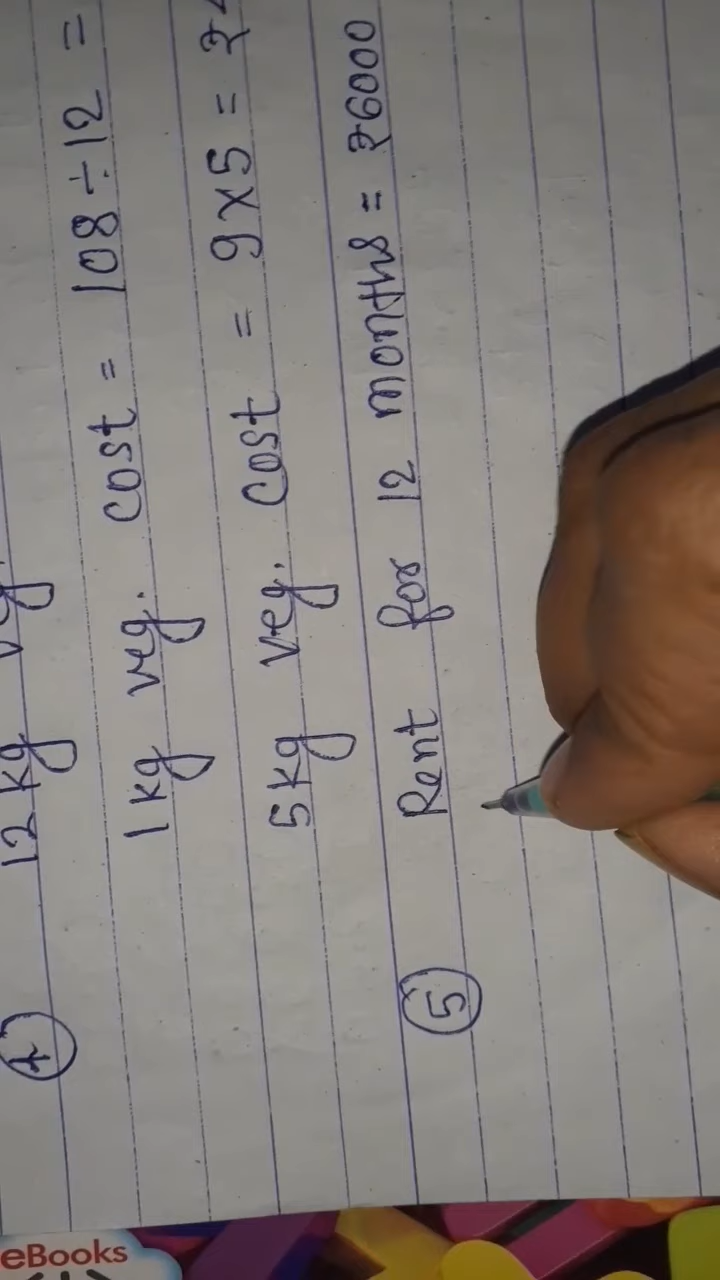 ④ 12 kg veg.
1 kg veg. cost = 108 ÷ 12 =
5 kg veg. cost = 9 x 5 = ₹
⑤ Rent for 12 months = ₹6000
eBooks